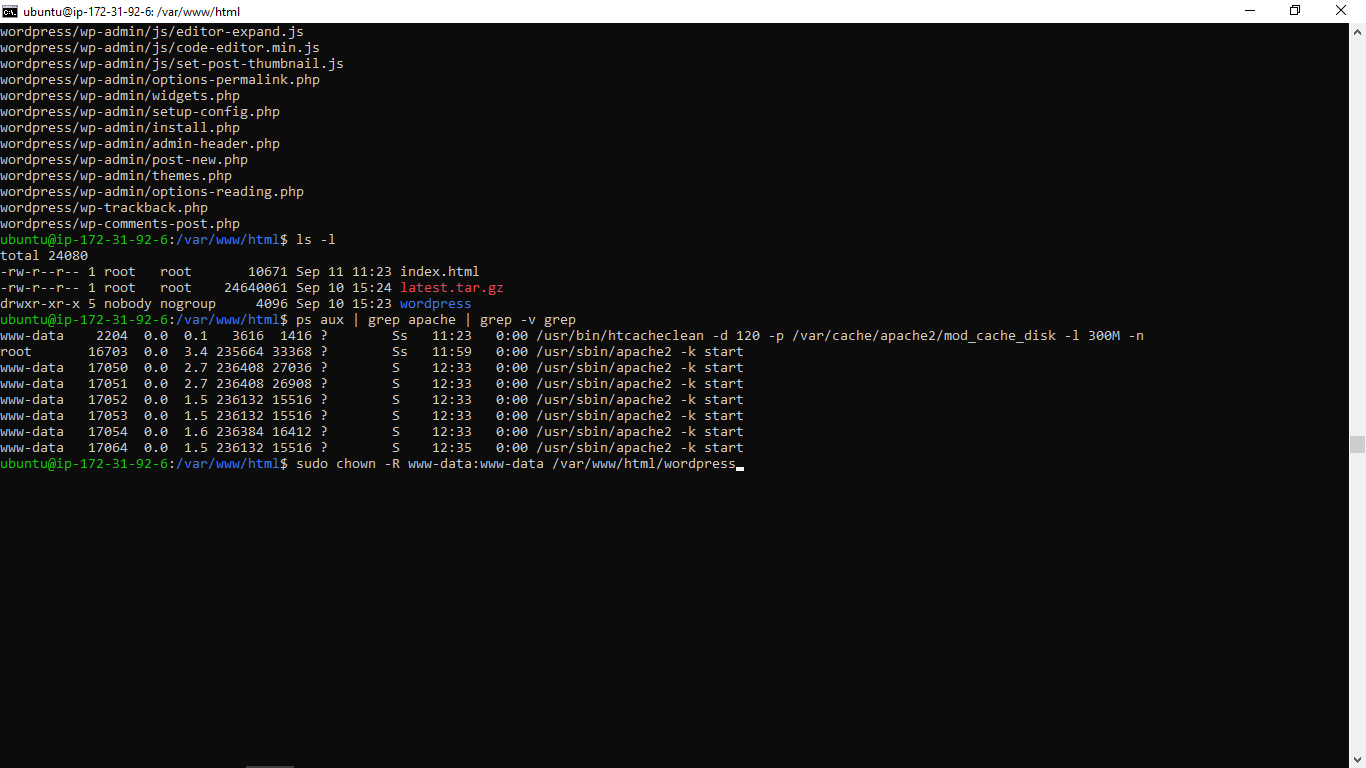 ubuntu@ip-172-31-92-6: /var/www/html
wordpress/wp-admin/js/editor-expand.js
wordpress/wp-admin/js/code-editor.min.js
wordpress/wp-admin/js/set-post-thumbnail.js
wordpress/wp-admin/options-permalink.php
wordpress/wp-admin/widgets.php
wordpress/wp-admin/setup-config.php
wordpress/wp-admin/install.php
wordpress/wp-admin/admin-header.php
wordpress/wp-admin/post-new.php
wordpress/wp-admin/themes.php
wordpress/wp-admin/options-reading.php
wordpress/wp-trackback.php
wordpress/wp-comments-post.php
ubuntu@ip-172-31-92-6:/var/www/html$ ls -l
total 24080
-rw-r--r-- 1 root   root       10671 Sep 11 11:23 index.html
-rw-r--r-- 1 root   root    24640061 Sep 10 15:24 latest.tar.gz
drwxr-xr-x 5 nobody nogroup     4096 Sep 10 15:23 wordpress
ubuntu@ip-172-31-92-6:/var/www/html$ ps aux | grep apache | grep -v grep
www-data    2204  0.0  0.1   3616  1416 ?        Ss   11:23   0:00 /usr/bin/htcacheclean -d 120 -p /var/cache/apache2/mod_cache_disk -l 300M -n
root       16703  0.0  3.4 235664 33368 ?        Ss   11:59   0:00 /usr/sbin/apache2 -k start
www-data   17050  0.0  2.7 236408 27036 ?        S    12:33   0:00 /usr/sbin/apache2 -k start
www-data   17051  0.0  2.7 236408 26908 ?        S    12:33   0:00 /usr/sbin/apache2 -k start
www-data   17052  0.0  1.5 236132 15516 ?        S    12:33   0:00 /usr/sbin/apache2 -k start
www-data   17053  0.0  1.5 236132 15516 ?        S    12:33   0:00 /usr/sbin/apache2 -k start
www-data   17054  0.0  1.6 236384 16412 ?        S    12:33   0:00 /usr/sbin/apache2 -k start
www-data   17064  0.0  1.5 236132 15516 ?        S    12:35   0:00 /usr/sbin/apache2 -k start
ubuntu@ip-172-31-92-6:/var/www/html$ sudo chown -R www-data:www-data /var/www/html/wordpress